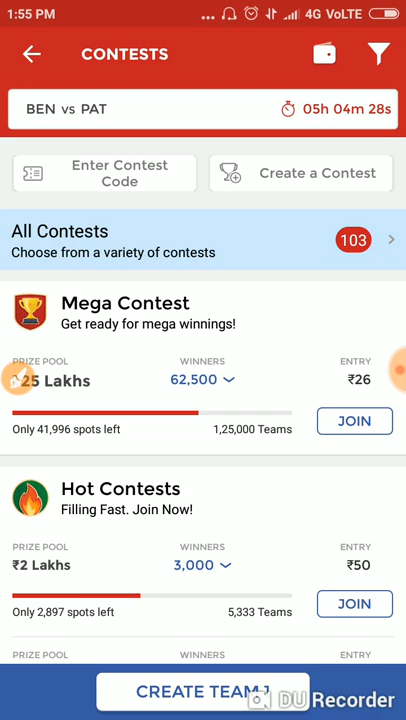 1:55 PM
... 4G VoLTE
CONTESTS
BEN vs PAT
05h 04m 28s
Enter Contest
Code
Create a Contest
All Contests
Choose from a variety of contests
103
Mega Contest
Get ready for mega winnings!
PRIZE POOL WINNERS ENTRY
25 Lakhs 62,500 ₹26
JOIN
Only 41,996 spots left 1,25,000 Teams
Hot Contests
Filling Fast. Join Now!
PRIZE POOL WINNERS ENTRY
₹2 Lakhs 3,000 ₹50
JOIN
Only 2,897 spots left 5,333 Teams
PRIZE POOL WINNERS ENTRY
CREATE TEAM
DU Recorder